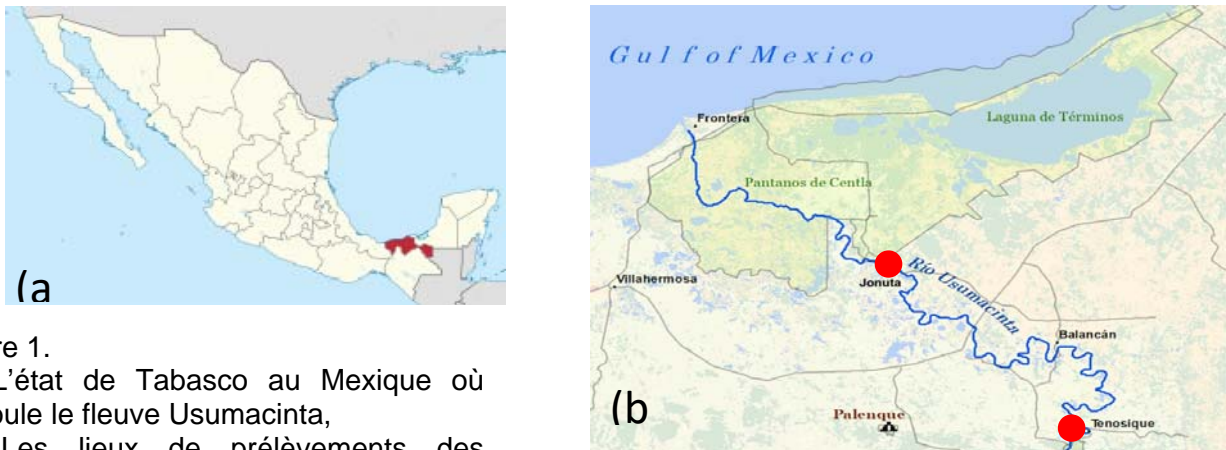 (a
re 1.
L'état de Tabasco au Mexique où
oule le fleuve Usumacinta,
Les lieux de prélèvements des
Gulf of Mexico
Frontera
Laguna de Términos
Pantanos de Centla
Villahermosa
Jonuta
Río Usumacinta
Balancán
(b
Palenque
Tenosique